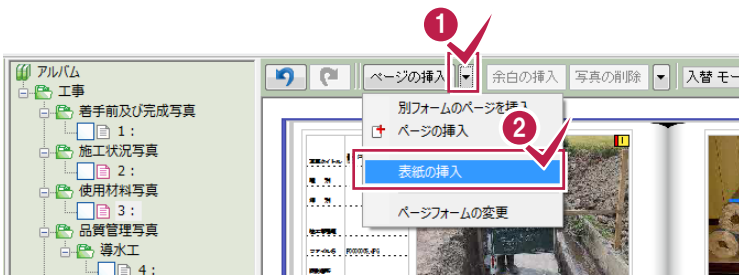 1
アルバム
工事
着手前及び完成写真
1：
施工状況写真
2：
使用材料写真
3：
品質管理写真
導水工
4：
ページの挿入
余白の挿入
写真の削除
入替 モー
別フォームのページを挿入
ページの挿入
2
表紙の挿入
ページフォームの変更